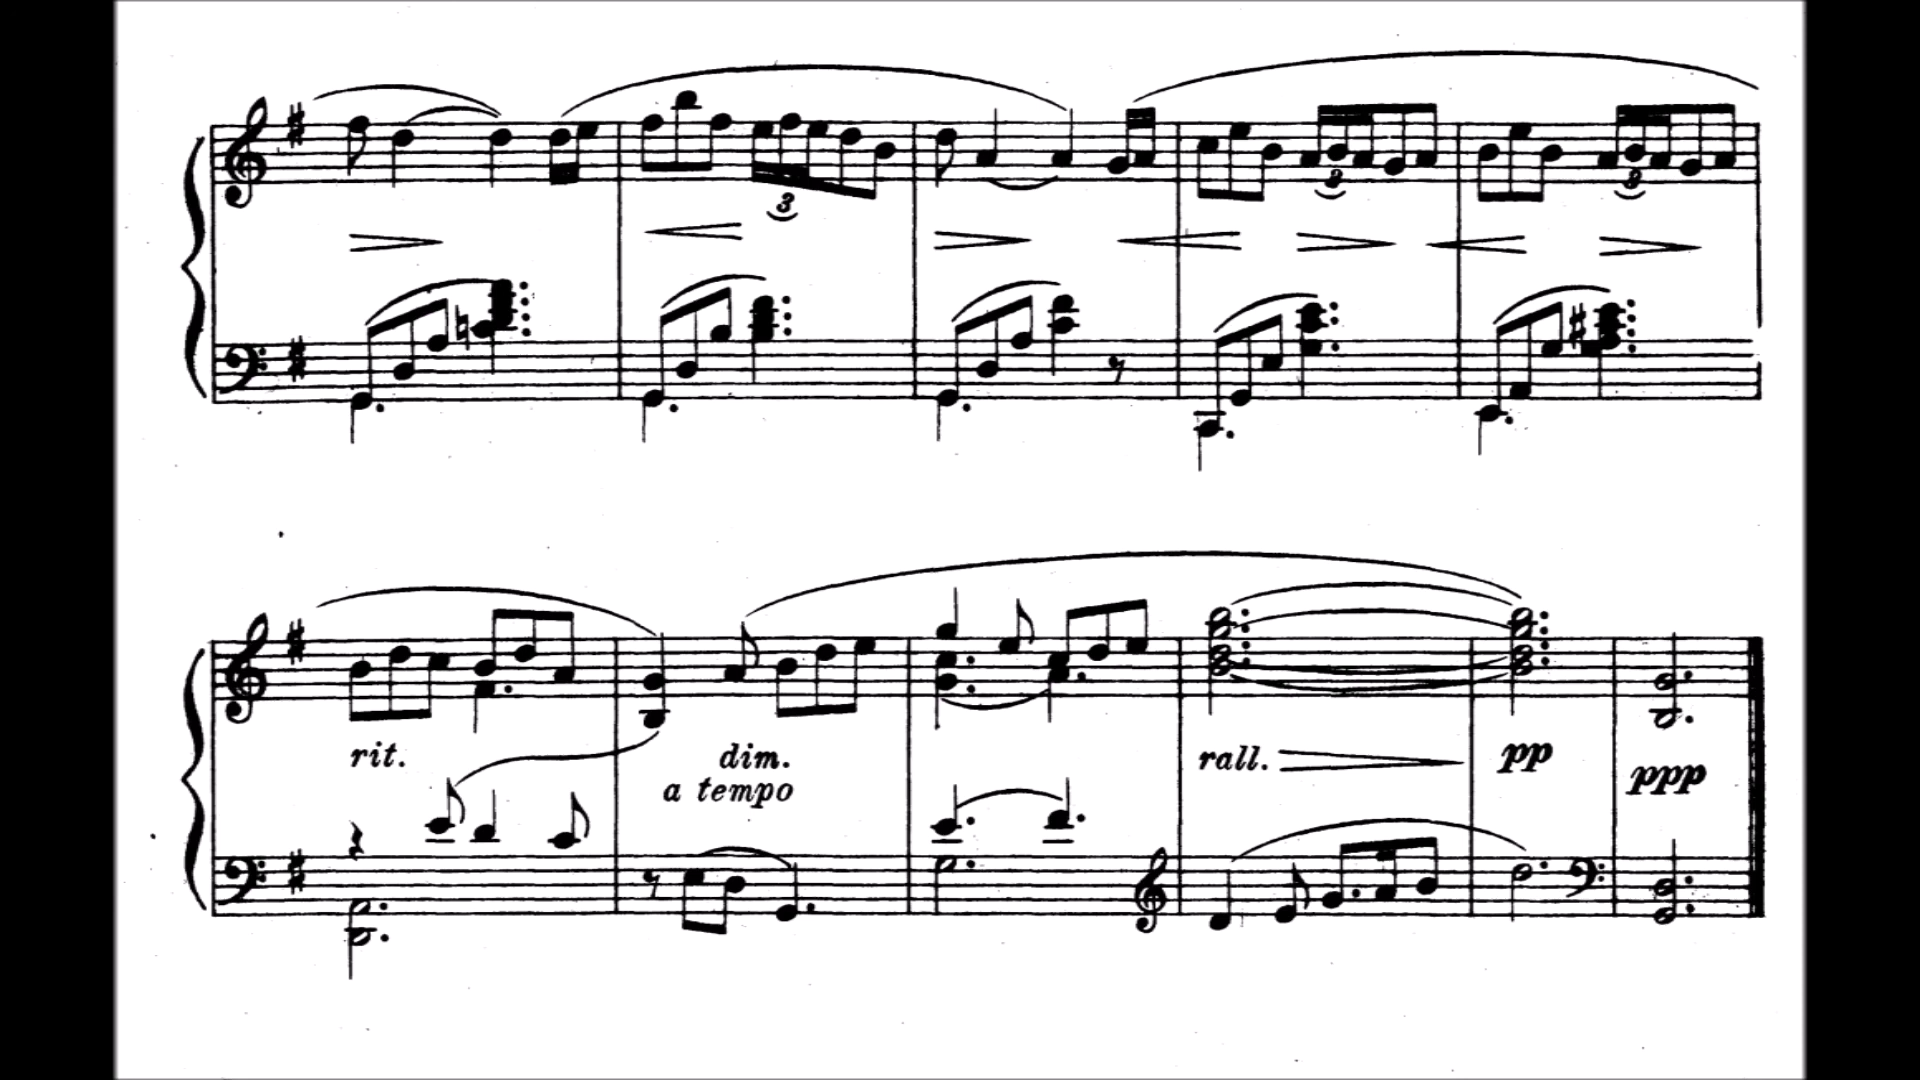 3
3
3
rit.
dim.
a tempo
rall.
pp
ppp